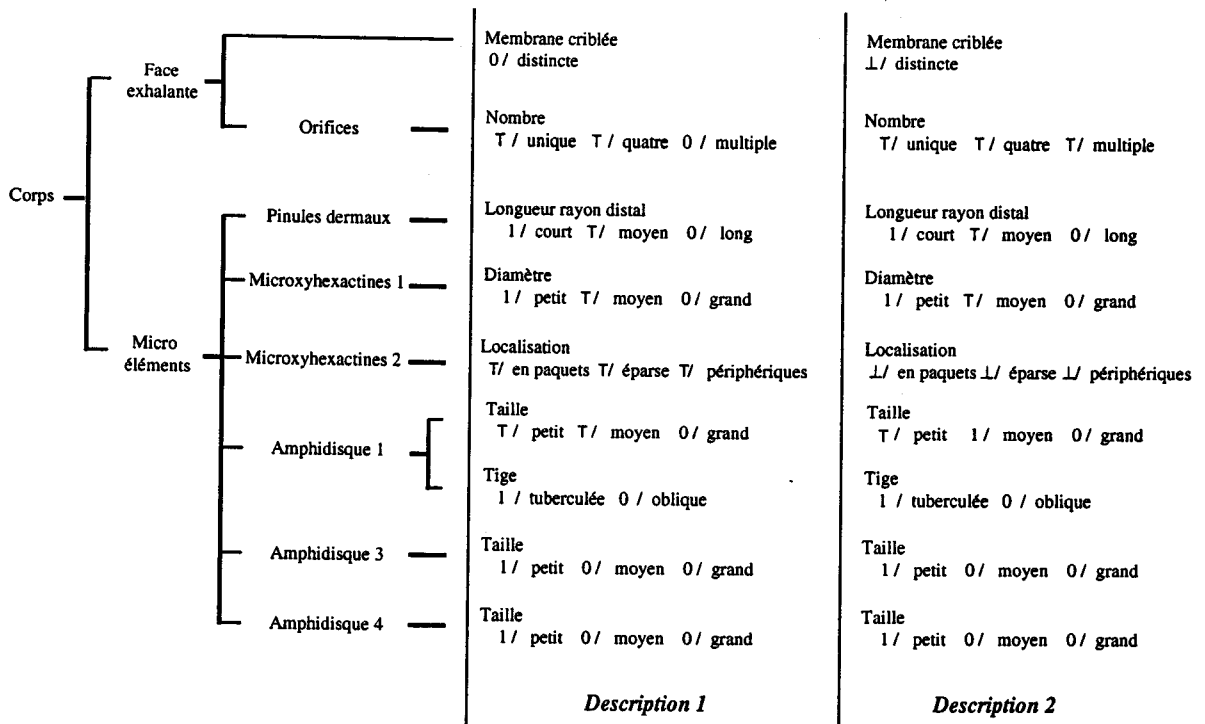 Corps
Face
exhalante
Orifices
Micro
éléments
Pinules dermaux
Microxyhexactines 1
Microxyhexactines 2
Amphidisque 1
Amphidisque 3
Amphidisque 4
Membrane criblée
0/ distincte
Nombre
T/ unique T/ quatre 0/ multiple
Longueur rayon distal
1/ court T/ moyen 0/ long
Diamètre
1/ petit T/ moyen 0/ grand
Localisation
T/ en paquets T/ éparse T/ périphériques
Taille
T/ petit T/ moyen 0/ grand
Tige
1 / tuberculée 0 / oblique
Taille
1/ petit 0/ moyen 0/ grand
Taille
1/ petit 0/ moyen 0/ grand
Description 1
Membrane criblée
⊥/ distincte
Nombre
T/ unique T/ quatre T/ multiple
Longueur rayon distal
1/ court T/ moyen 0/ long
Diamètre
1/ petit T/ moyen 0/ grand
Localisation
⊥/ en paquets ⊥/ éparse ⊥/ périphériques
Taille
T/ petit 1/ moyen 0/ grand
Tige
1 / tuberculée 0 / oblique
Taille
1/ petit 0/ moyen 0/ grand
Taille
1/ petit 0/ moyen 0/ grand
Description 2